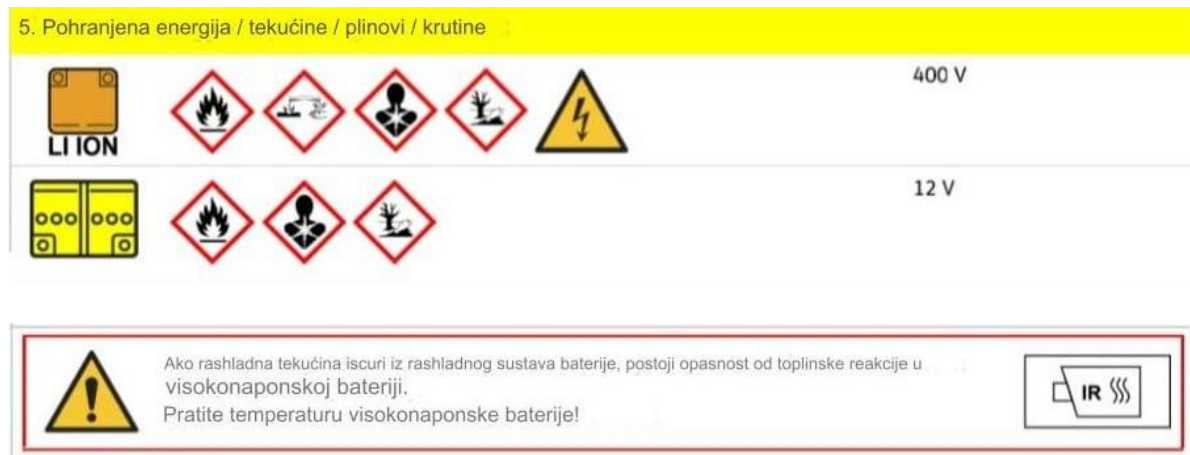 5. Pohranjena energija / tekućine / plinovi / krutine
400 V
LI ION
12 V
Ako rashladna tekućina iscuri iz rashladnog sustava baterije, postoji opasnost od toplinske reakcije u
visokonaponskoj bateriji.
Pratite temperaturu visokonaponske baterije!
IR